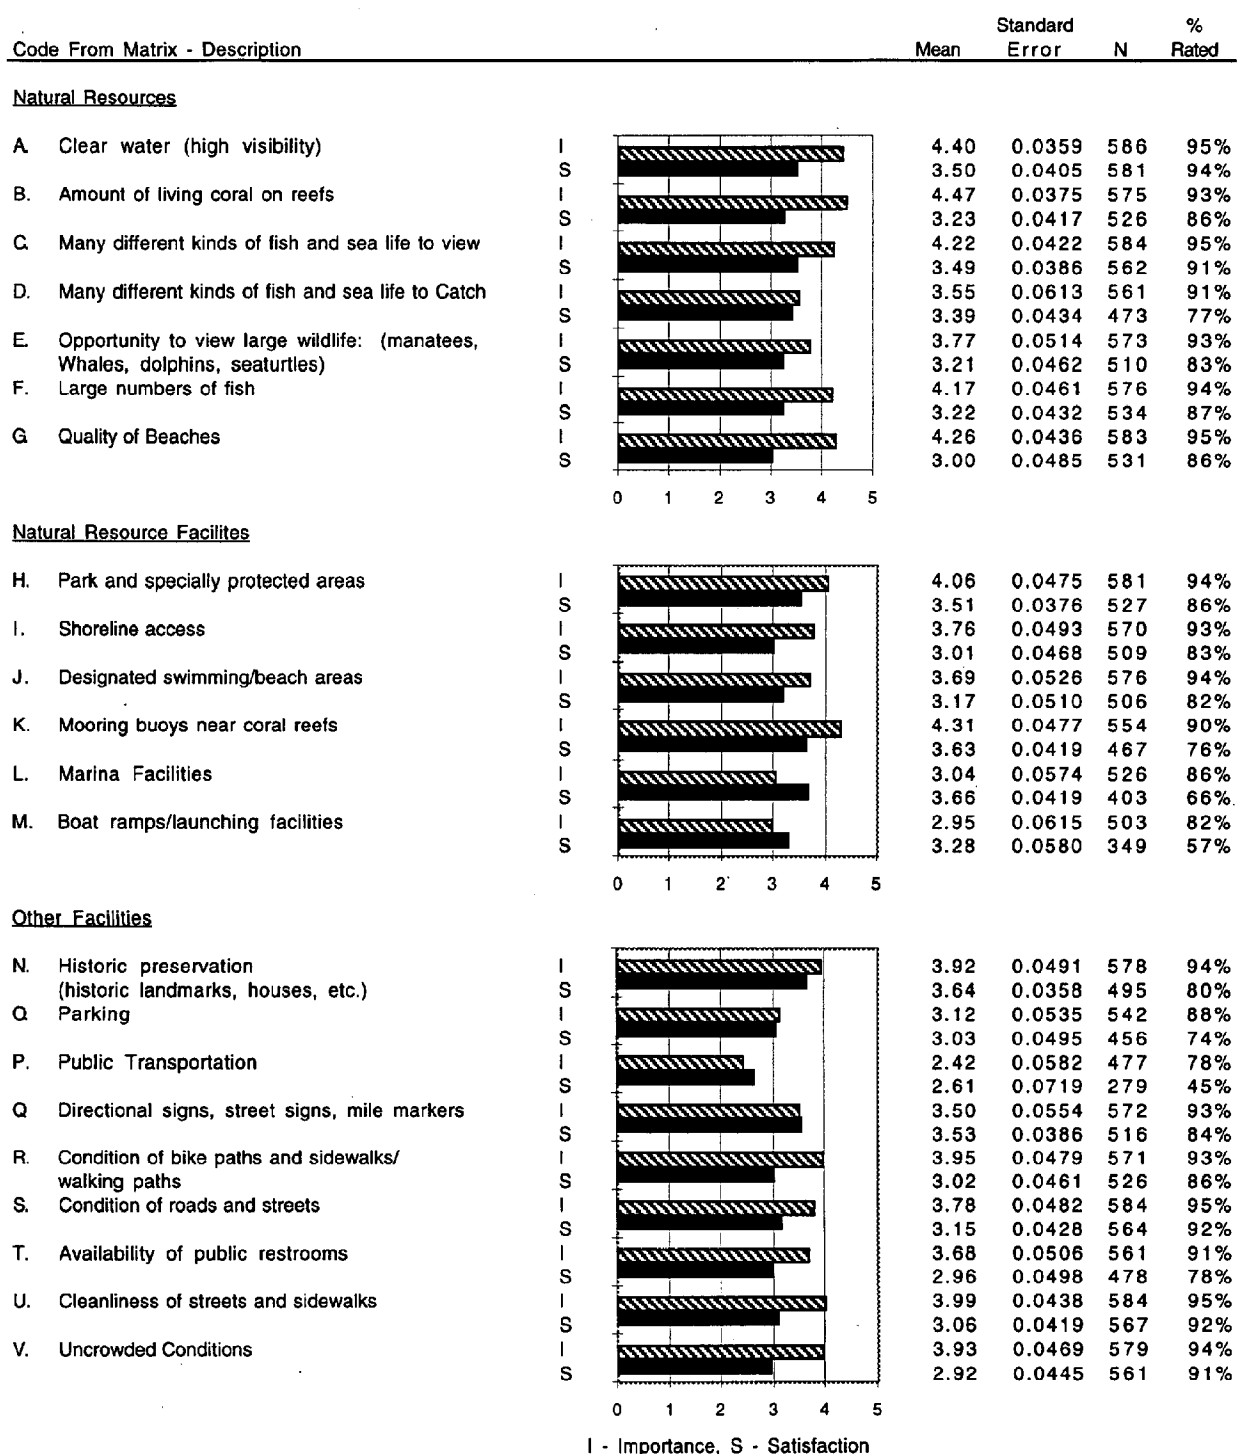 Standard %
Code From Matrix - Description Mean Error N Rated
Natural Resources
A. Clear water (high visibility) I 4.40 0.0359 586 95%
S 3.50 0.0405 581 94%
B. Amount of living coral on reefs I 4.47 0.0375 575 93%
S 3.23 0.0417 526 86%
C. Many different kinds of fish and sea life to view I 4.22 0.0422 584 95%
S 3.49 0.0386 562 91%
D. Many different kinds of fish and sea life to Catch I 3.55 0.0613 561 91%
S 3.39 0.0434 473 77%
E. Opportunity to view large wildlife: (manatees, I 3.77 0.0514 573 93%
Whales, dolphins, seaturtles) S 3.21 0.0462 510 83%
F. Large numbers of fish I 4.17 0.0461 576 94%
S 3.22 0.0432 534 87%
G Quality of Beaches I 4.26 0.0436 583 95%
S 3.00 0.0485 531 86%
0 1 2 3 4 5
Natural Resource Facilites
H. Park and specially protected areas I 4.06 0.0475 581 94%
S 3.51 0.0376 527 86%
I. Shoreline access I 3.76 0.0493 570 93%
S 3.01 0.0468 509 83%
J. Designated swimming/beach areas I 3.69 0.0526 576 94%
S 3.17 0.0510 506 82%
K. Mooring buoys near coral reefs I 4.31 0.0477 554 90%
S 3.63 0.0419 467 76%
L. Marina Facilities I 3.04 0.0574 526 86%
S 3.66 0.0419 403 66%
M. Boat ramps/launching facilities I 2.95 0.0615 503 82%
S 3.28 0.0580 349 57%
0 1 2 3 4 5
Other Facilities
N. Historic preservation I 3.92 0.0491 578 94%
(historic landmarks, houses, etc.) S 3.64 0.0358 495 80%
O Parking I 3.12 0.0535 542 88%
S 3.03 0.0495 456 74%
P. Public Transportation I 2.42 0.0582 477 78%
S 2.61 0.0719 279 45%
Q Directional signs, street signs, mile markers I 3.50 0.0554 572 93%
S 3.53 0.0386 516 84%
R. Condition of bike paths and sidewalks/ I 3.95 0.0479 571 93%
walking paths S 3.02 0.0461 526 86%
S. Condition of roads and streets I 3.78 0.0482 584 95%
S 3.15 0.0428 564 92%
T. Availability of public restrooms I 3.68 0.0506 561 91%
S 2.96 0.0498 478 78%
U. Cleanliness of streets and sidewalks I 3.99 0.0438 584 95%
S 3.06 0.0419 567 92%
V. Uncrowded Conditions I 3.93 0.0469 579 94%
S 2.92 0.0445 561 91%
0 1 2 3 4 5
I - Importance, S - Satisfaction